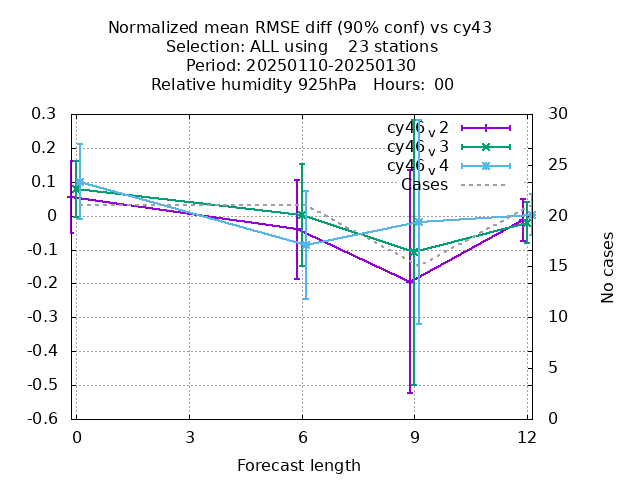 Normalized mean RMSE diff (90% conf) vs cy43
Selection: ALL using 23 stations
Period: 20250110-20250130
Relative humidity 925hPa Hours: 00
0.3
0.2
0.1
0
-0.1
-0.2
-0.3
-0.4
-0.5
-0.6
30
25
20
15
10
5
0
cy46_v2
cy46_v3
cy46_v4
Cases
No cases
0 3 6 9 12
Forecast length